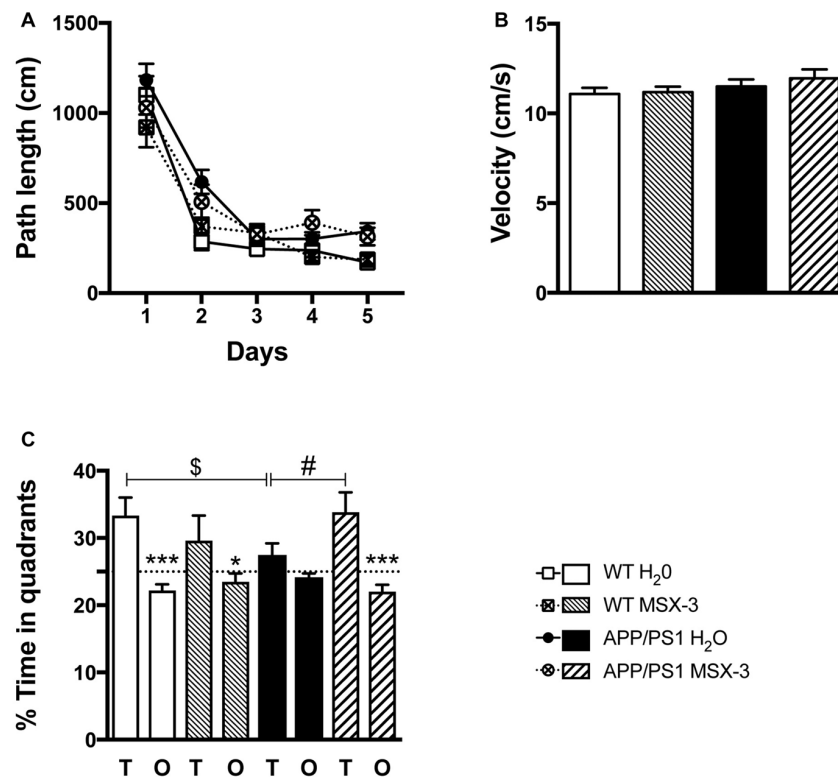 A
Path length (cm)
1500
1000
500
0
1 2 3 4 5
Days
B
Velocity (cm/s)
15
10
5
0
C
% Time in quadrants
40
30
20
10
0
$ #
*** * ***
T O T O T O T O
WT H₂0
WT MSX-3
APP/PS1 H₂O
APP/PS1 MSX-3